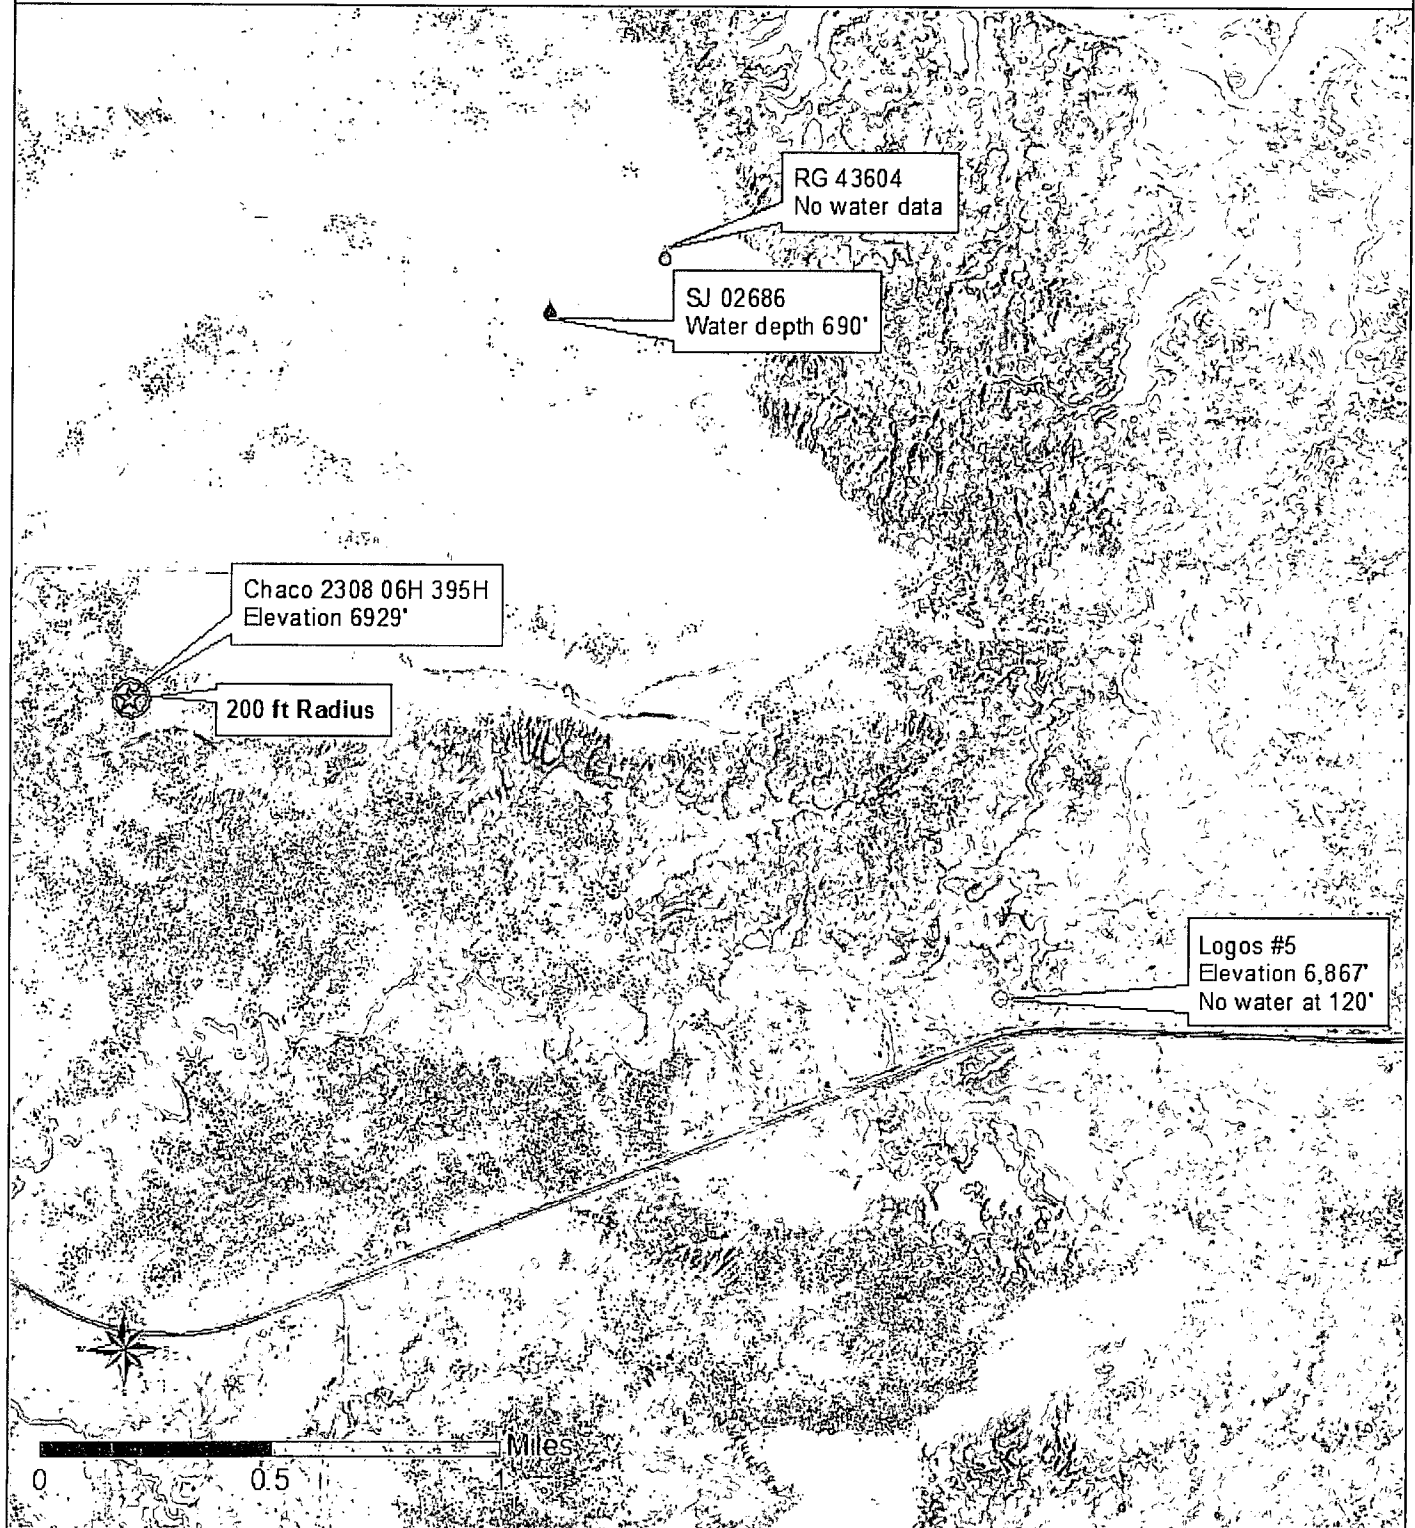 RG 43604
No water data
SJ 02686
Water depth 690'
Chaco 2308 06H 395H
Elevation 6929'
200 ft Radius
Logos #5
Elevation 6,867'
No water at 120'
Miles
0 0.5 1